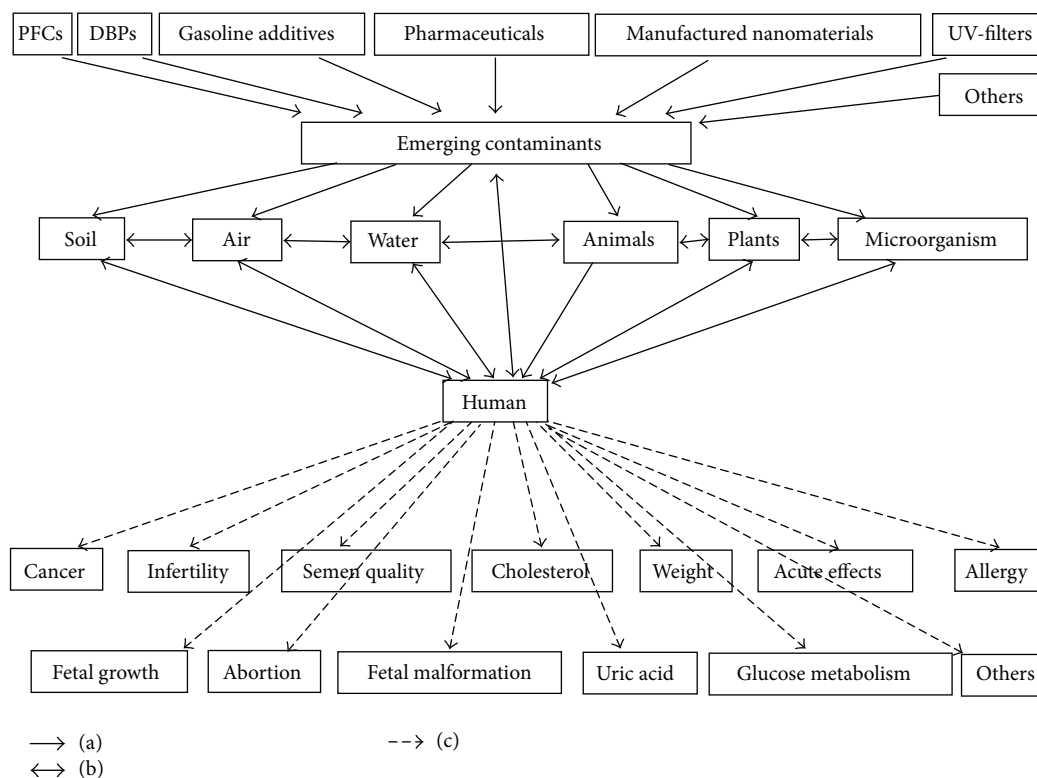 PFCs
DBPs
Gasoline additives
Pharmaceuticals
Manufactured nanomaterials
UV-filters
Others
Emerging contaminants
Soil
Air
Water
Animals
Plants
Microorganism
Human
Cancer
Infertility
Semen quality
Cholesterol
Weight
Acute effects
Allergy
Fetal growth
Abortion
Fetal malformation
Uric acid
Glucose metabolism
Others
(a)
(c)
(b)